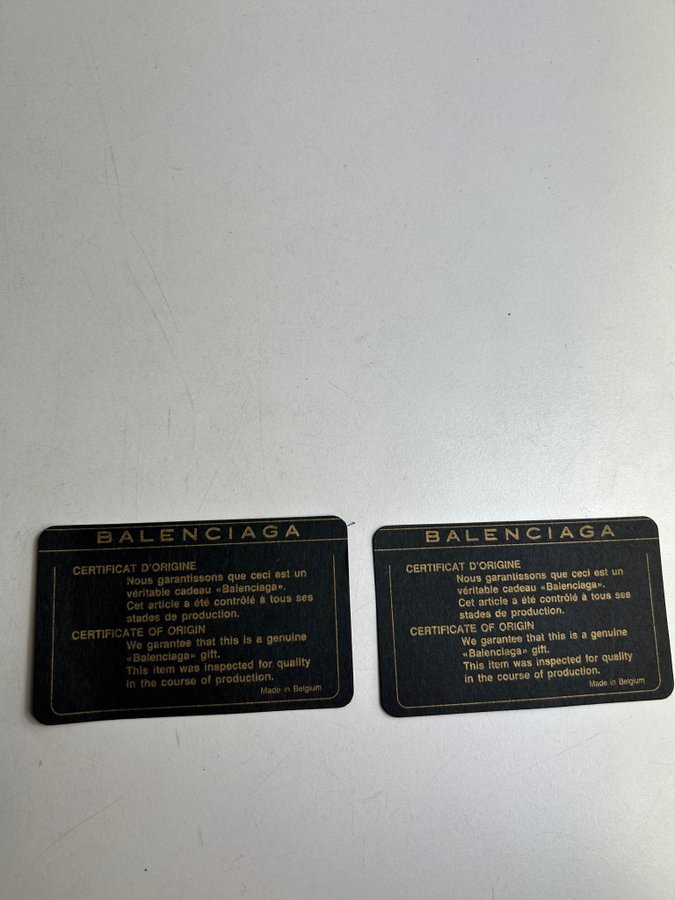 BALENCIAGA
CERTIFICAT D'ORIGINE
Nous garantissons que ceci est un
véritable cadeau «Balenciaga».
Cet article a été contrôlé à tous ses
stades de production.
CERTIFICATE OF ORIGIN
We garantee that this is a genuine
«Balenciaga» gift.
This item was inspected for quality
in the course of production.
Made in Belgium
BALENCIAGA
CERTIFICAT D'ORIGINE
Nous garantissons que ceci est un
véritable cadeau «Balenciaga».
Cet article a été contrôlé à tous ses
stades de production.
CERTIFICATE OF ORIGIN
We garantee that this is a genuine
«Balenciaga» gift.
This item was inspected for quality
in the course of production.
Made in Belgium